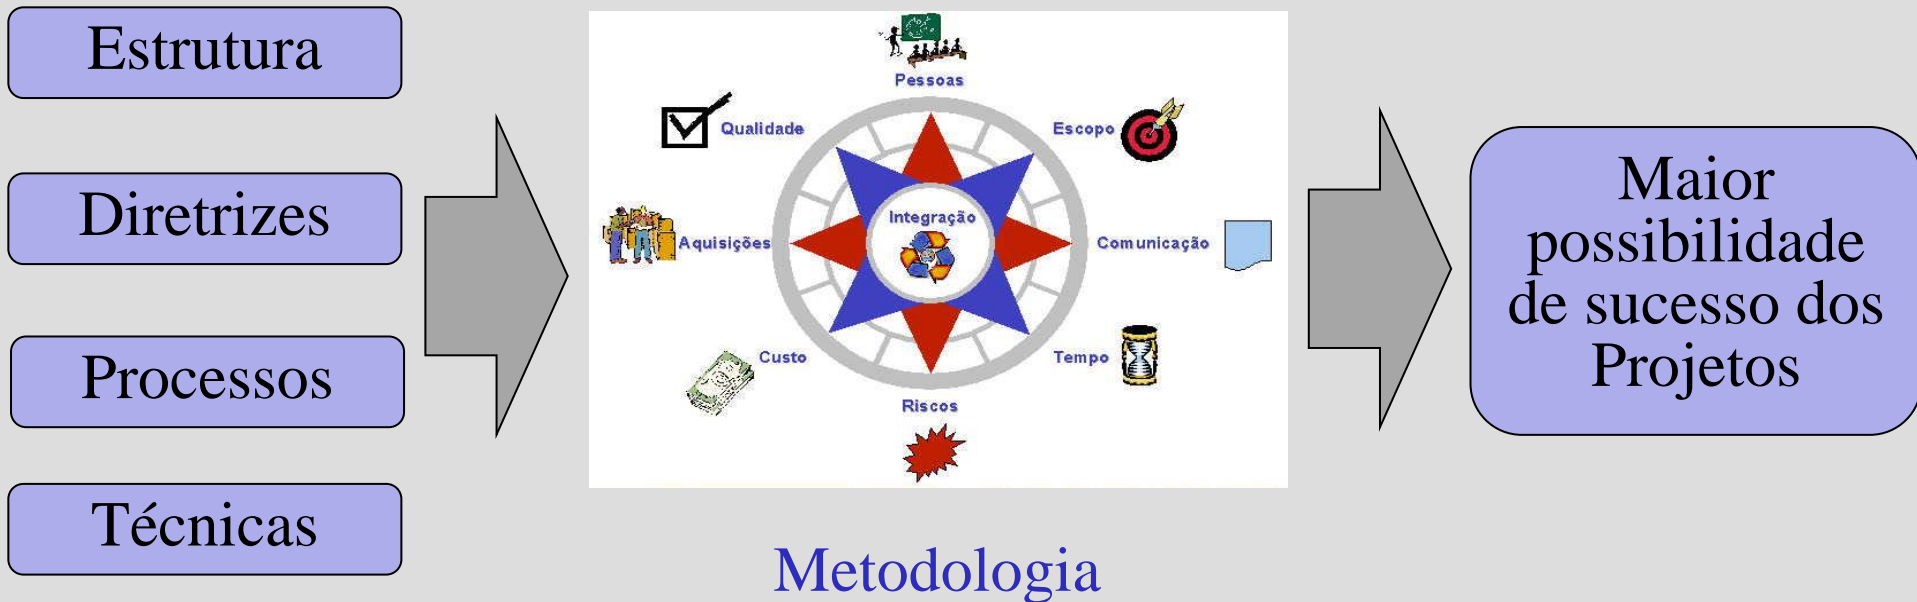 Estrutura
Diretrizes
Processos
Técnicas
Pessoas
Qualidade
Escopo
Integração
Aquisições
Comunicação
Custo
Tempo
Riscos
Metodologia
Maior
possibilidade
de sucesso dos
Projetos